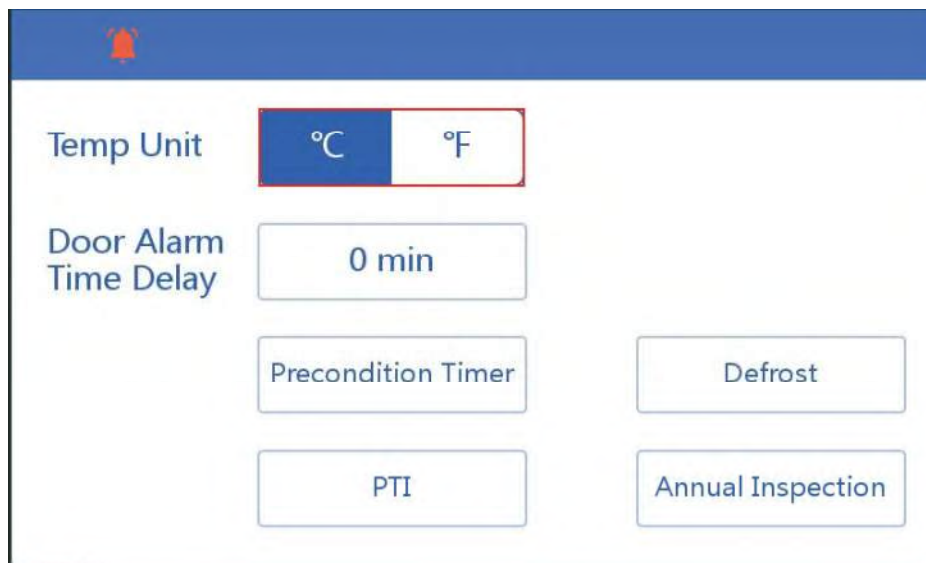 Temp Unit
°C
°F
Door Alarm
Time Delay
0 min
Precondition Timer
Defrost
PTI
Annual Inspection